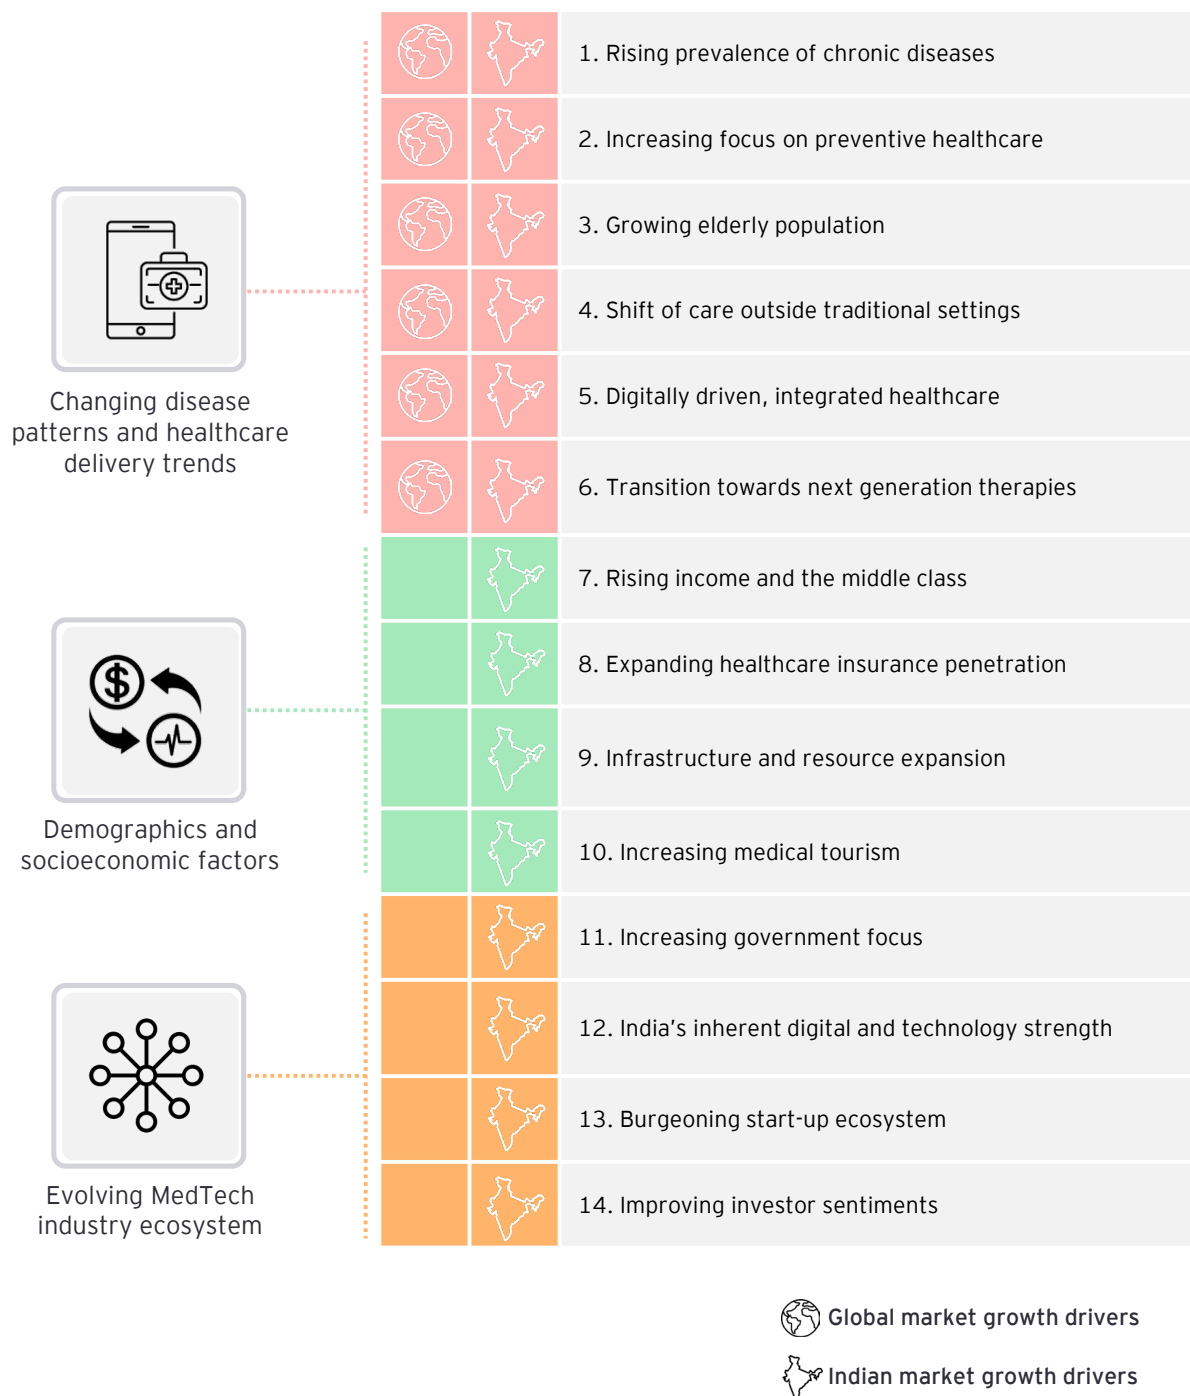 1. Rising prevalence of chronic diseases
2. Increasing focus on preventive healthcare
3. Growing elderly population
4. Shift of care outside traditional settings
5. Digitally driven, integrated healthcare
6. Transition towards next generation therapies
Changing disease
patterns and healthcare
delivery trends
7. Rising income and the middle class
8. Expanding healthcare insurance penetration
9. Infrastructure and resource expansion
10. Increasing medical tourism
$
Demographics and
socioeconomic factors
11. Increasing government focus
12. India’s inherent digital and technology strength
13. Burgeoning start-up ecosystem
14. Improving investor sentiments
Evolving MedTech
industry ecosystem
Global market growth drivers
Indian market growth drivers